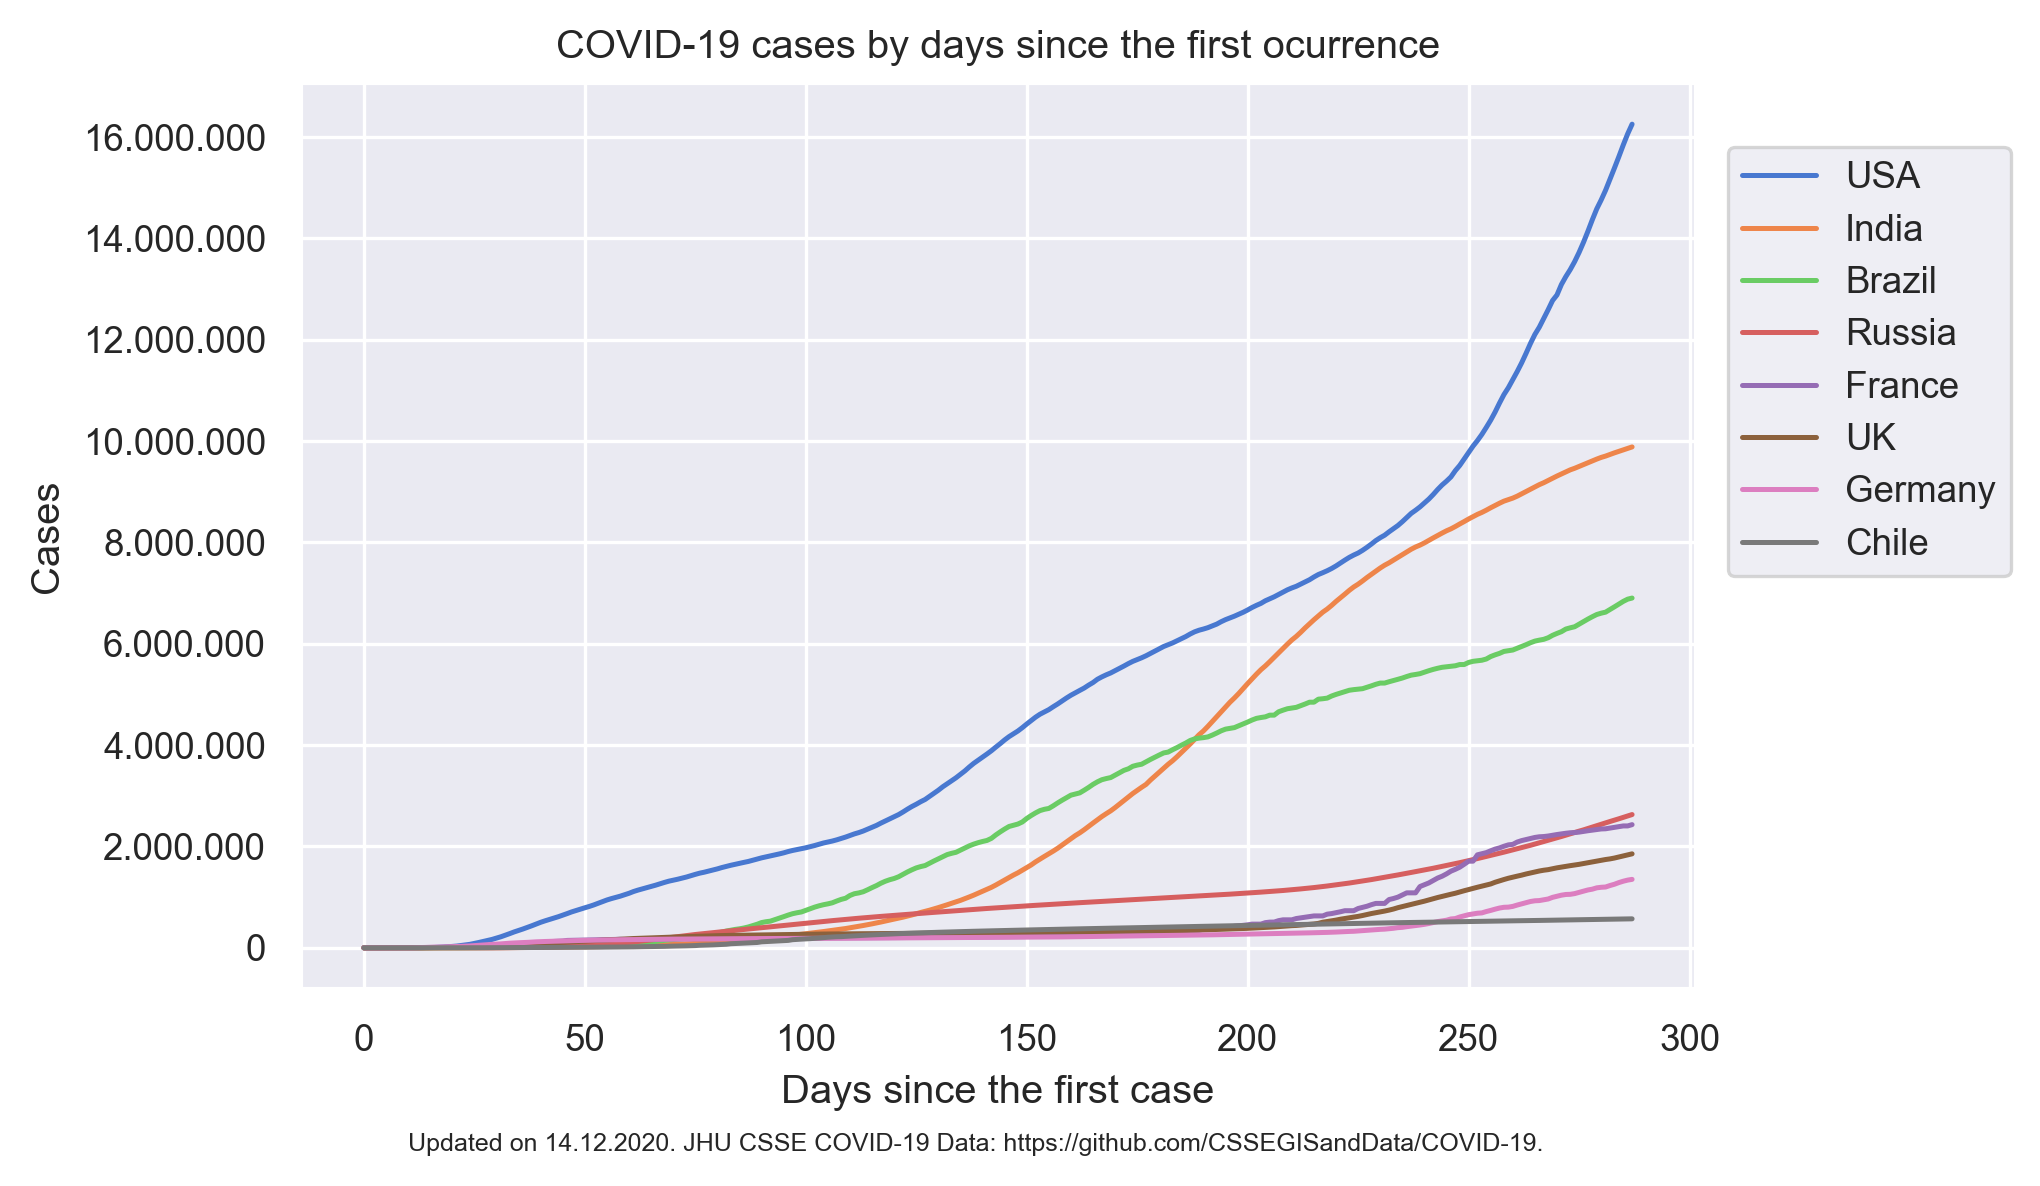 COVID-19 cases by days since the first ocurrence
16.000.000
14.000.000
12.000.000
10.000.000
8.000.000
6.000.000
4.000.000
2.000.000
0
Cases
0 50 100 150 200 250 300
Days since the first case
USA
India
Brazil
Russia
France
UK
Germany
Chile
Updated on 14.12.2020. JHU CSSE COVID-19 Data: https://github.com/CSSEGISandData/COVID-19.